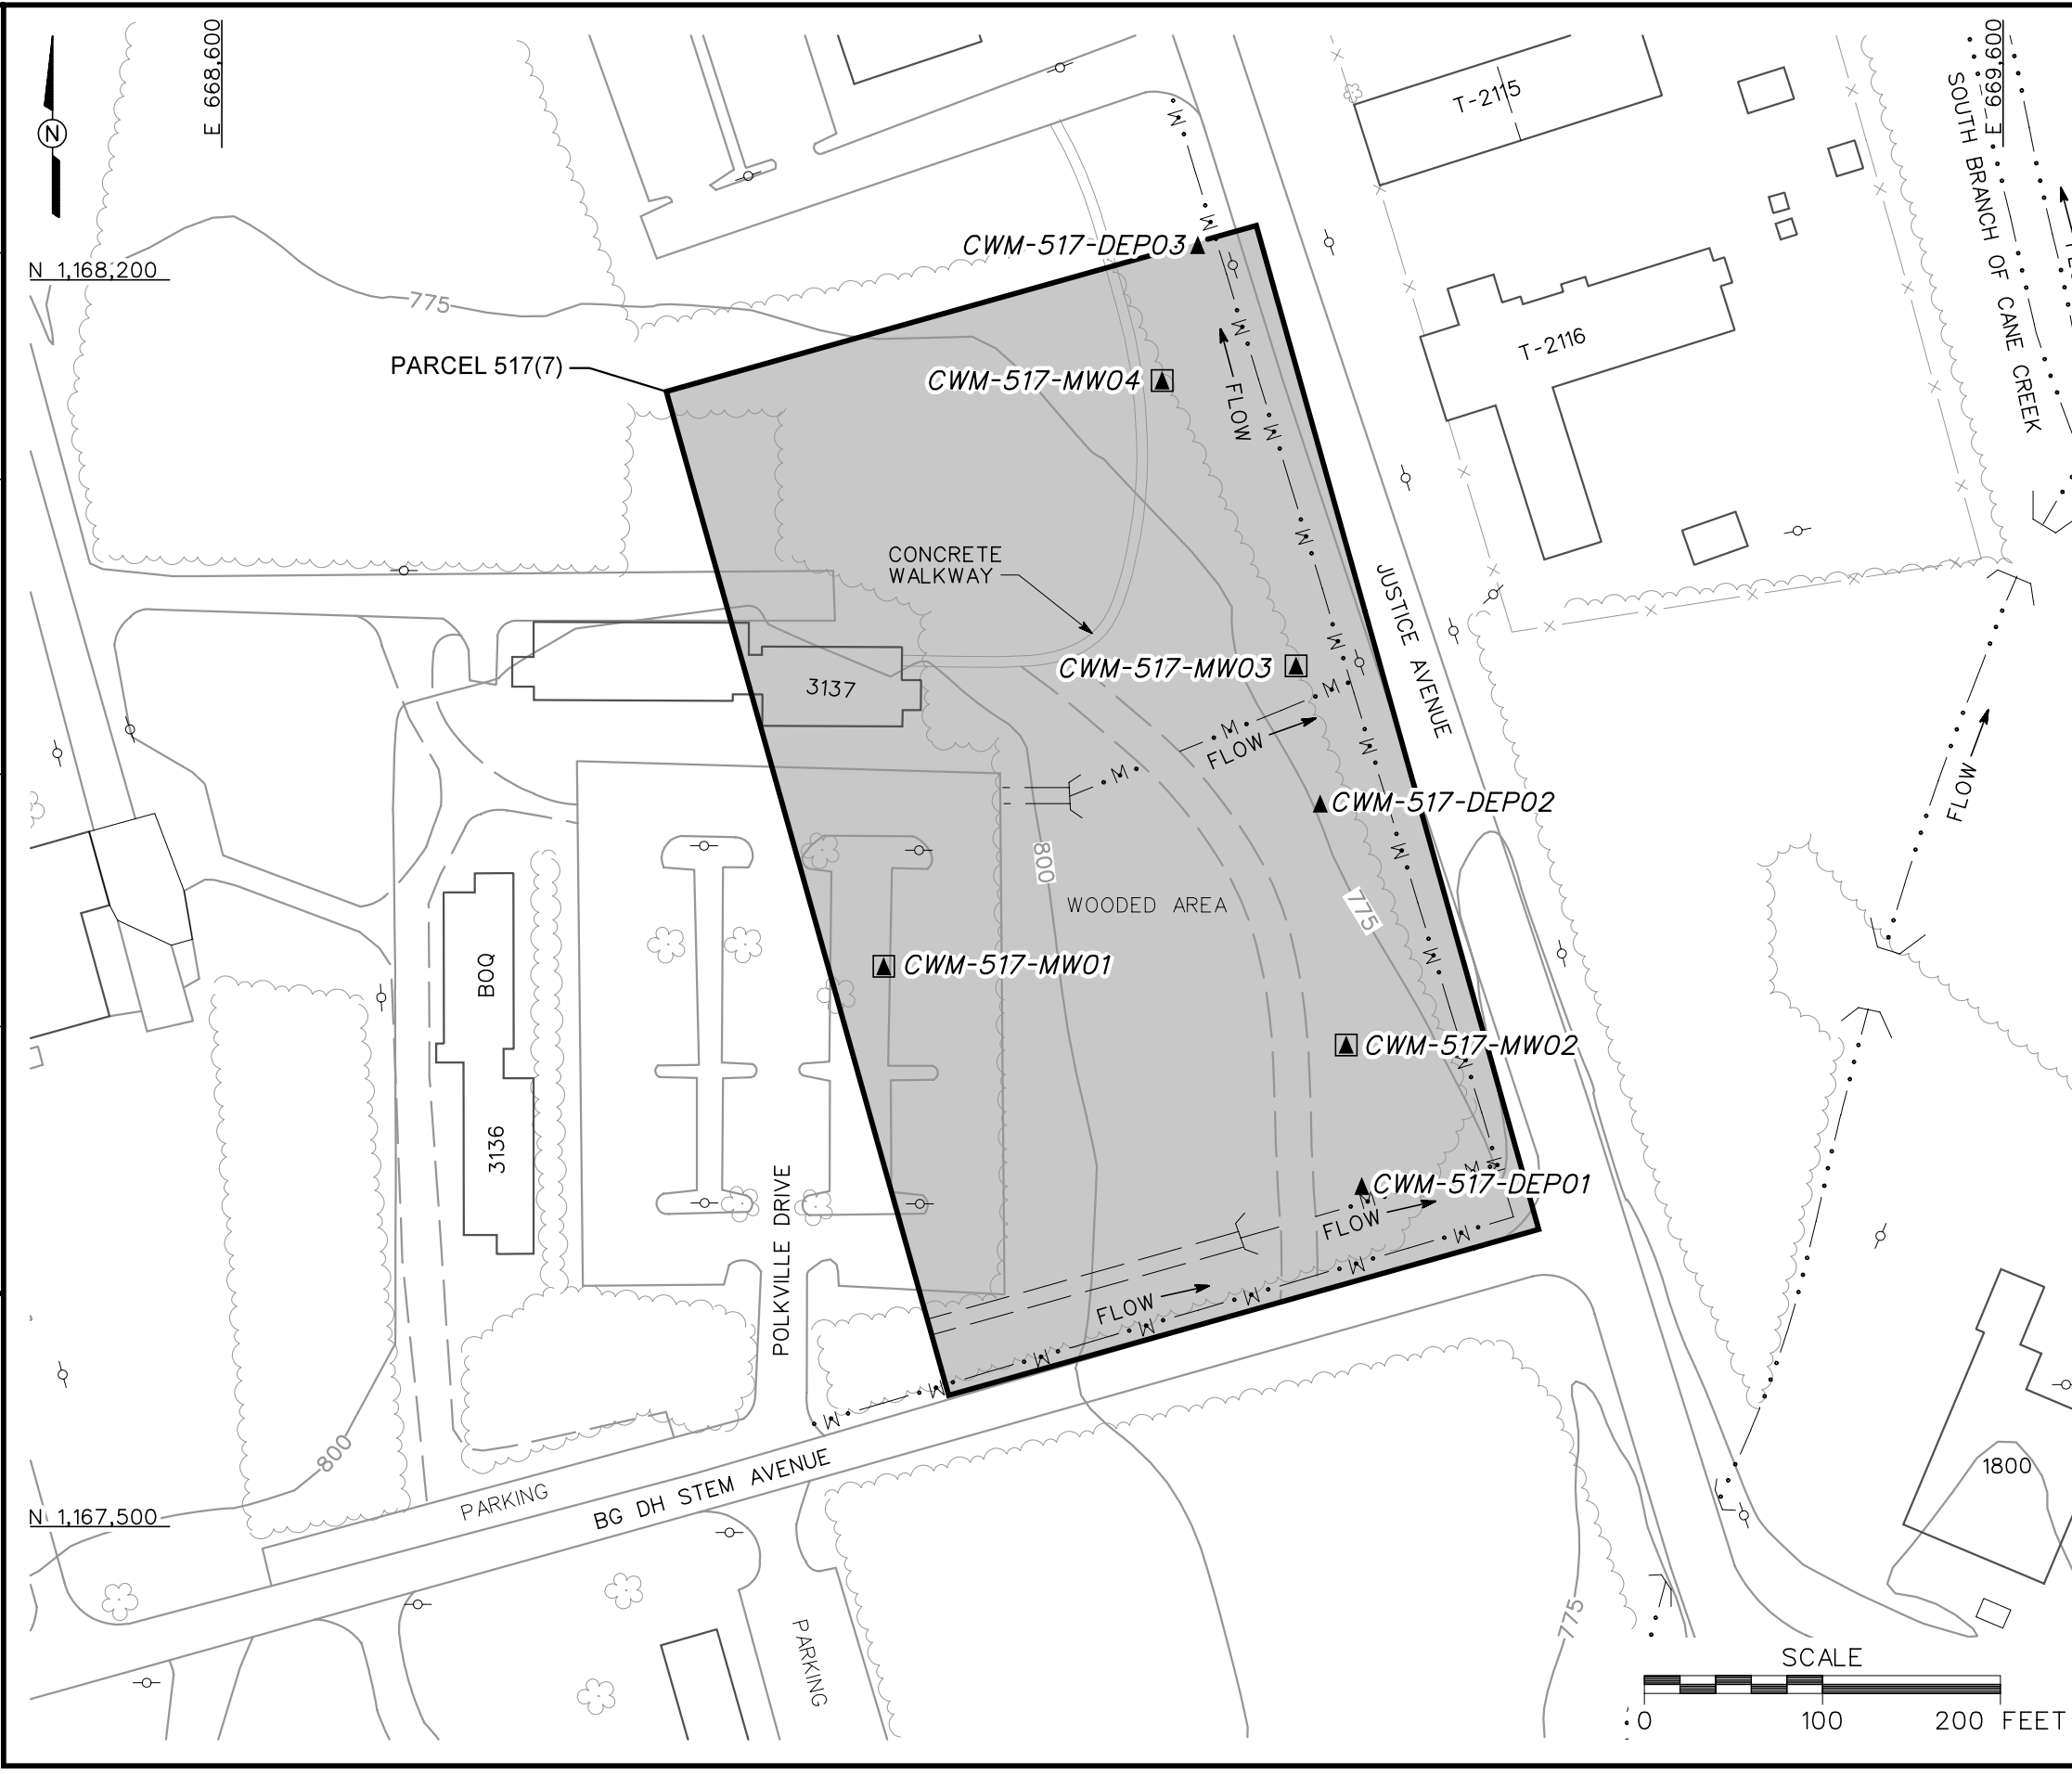 E 668,600
E 669,600
N
N 1,168,200
T-2115
SOUTH BRANCH OF CANE CREEK
CWM-517-DEP03
775
T-2116
PARCEL 517(7)
CWM-517-MW04
FLOW
CONCRETE
WALKWAY
JUSTICE AVENUE
CWM-517-MW03
3137
FLOW
FLOW
CWM-517-DEP02
800
WOODED AREA
775
BOQ
CWM-517-MW01
CWM-517-MW02
3136
POLKVILLE DRIVE
CWM-517-DEP01
FLOW
FLOW
800
PARKING
BG DH STEM AVENUE
1800
N 1,167,500
PARKING
775
SCALE
0 100 200 FEET